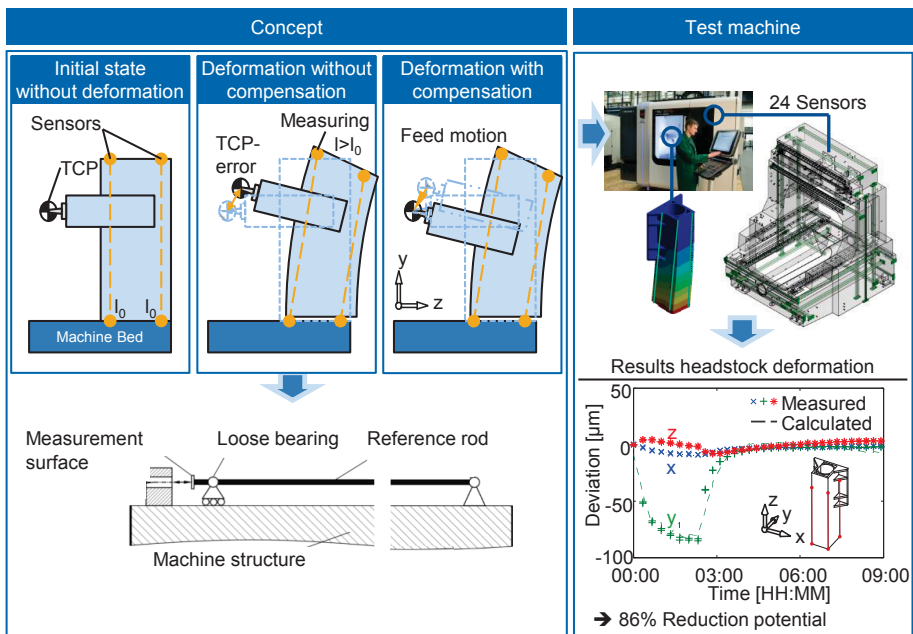 Concept
Initial state
without deformation
Sensors
TCP
l0
l0
Machine Bed
Deformation without
compensation
Measuring
l>l0
TCP-
error
Deformation with
compensation
Feed motion
y
z
Measurement
surface
Loose bearing
Reference rod
Machine structure
Test machine
24 Sensors
Results headstock deformation
Deviation [µm]
50
0
-50
-100
z
x
y
×+* Measured
-- Calculated
z
y
x
00:00
03:00
06:00
09:00
Time [HH:MM]
➔ 86% Reduction potential